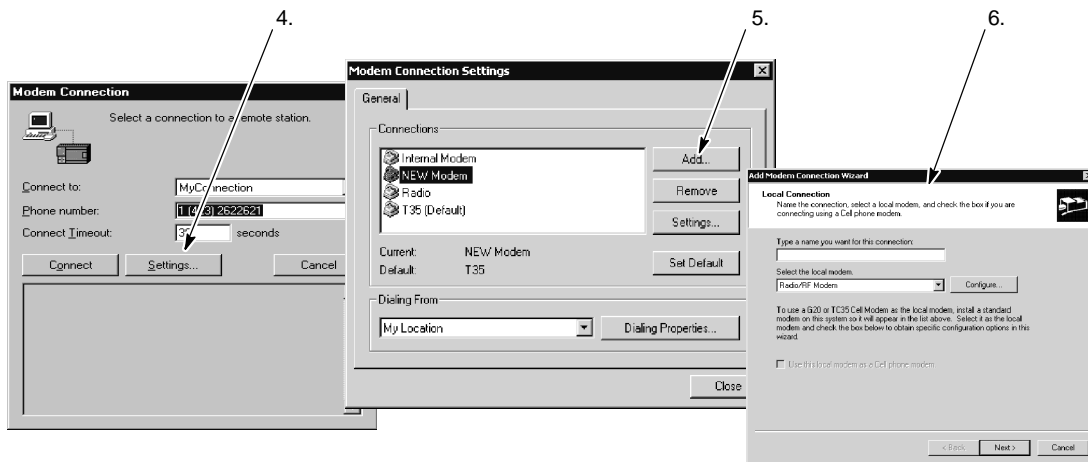 4.
5.
6.
Modem Connection
Select a connection to a remote station.
Connect to:
MyConnection
Phone number:
1 (423) 2622621
Connect Timeout:
seconds
Connect
Settings...
Cancel
Modem Connection Settings
General
Connections
Internal Modem
NEW Modem
Radio
T35 (Default)
Add...
Remove
Settings...
Set Default
Current: NEW Modem
Default: T35
Dialing From
My Location
Dialing Properties...
Close
Add Modem Connection Wizard
Local Connection
Name the connection, select a local modem, and check the box if you are
connecting using a Cell phone modem.
Type a name you want for this connection:
Select the local modem.
Radio/RF Modem
Configure...
To use a G20 or TC35 Cell Modem as the local modem, install a standard
modem on this system so it will appear in the list above. Select it as the local
modem and check the box below to obtain specific configuration options in this
wizard.
Use this local modem as a Cell phone modem
< Back
Next >
Cancel